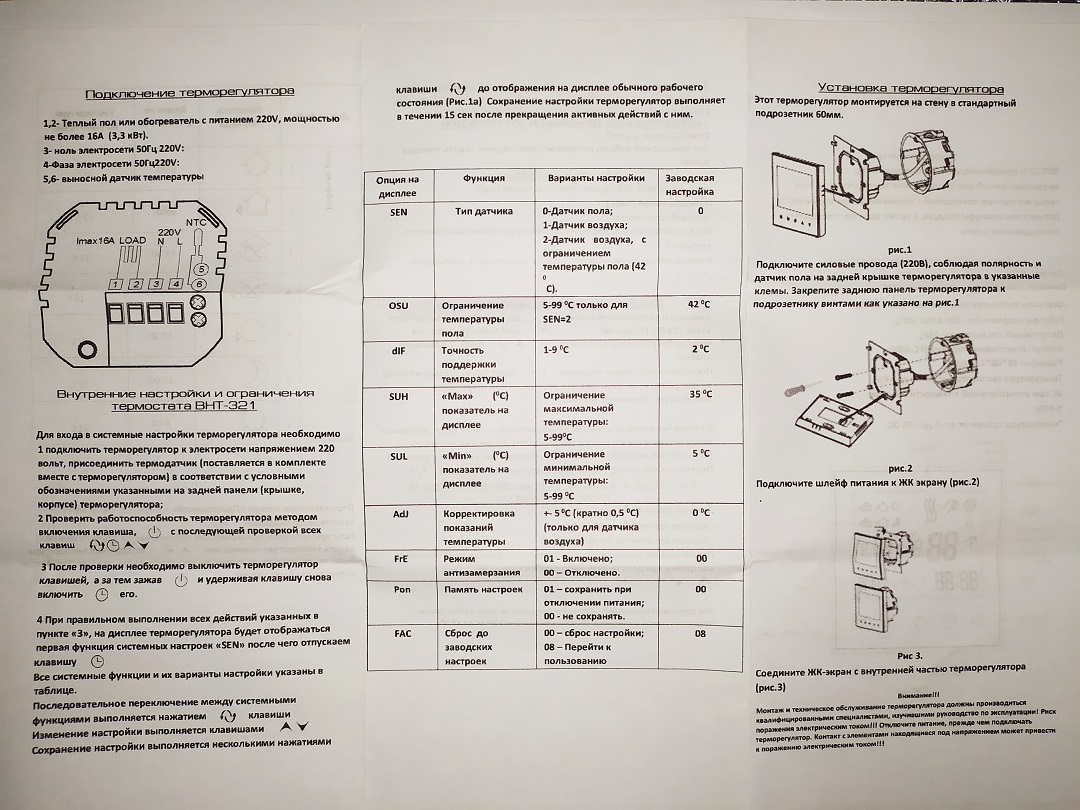 Подключение терморегулятора
1,2- Теплый пол или обогреватель с питанием 220V, мощностью
не более 16А (3,3 кВт).
3- ноль электросети 50Гц 220V:
4-Фаза электросети 50Гц220V:
5,6- выносной датчик температуры
NTC
220V
Imax16A LOAD N L
5
1 2 3 4 6
Внутренние настройки и ограничения
термостата BHT-321
Для входа в системные настройки терморегулятора необходимо
1 подключить терморегулятор к электросети напряжением 220
вольт, присоединить термодатчик (поставляется в комплекте
вместе с терморегулятором) в соответствии с условными
обозначениями указанными на задней панели (крышке,
корпусе) терморегулятора;
2 Проверить работоспособность терморегулятора методом
включения клавиша, с последующей проверкой всех
клавиш
3 После проверки необходимо выключить терморегулятор
клавишей, а за тем зажав и удерживая клавишу снова
включить его.
4 При правильном выполнении всех действий указанных в
пункте «3», на дисплее терморегулятора будет отображаться
первая функция системных настроек «SEN» после чего отпускаем
клавишу
Все системные функции и их варианты настройки указаны в
таблице.
Последовательное переключение между системными
функциями выполняется нажатием клавиши
Изменение настройки выполняется клавишами
Сохранение настройки выполняется несколькими нажатиями
клавиши до отображения на дисплее обычного рабочего
состояния (Рис.1а) Сохранение настройки терморегулятор выполняет
в течении 15 сек после прекращения активных действий с ним.
Опция на Функция Варианты настройки Заводская
дисплее настройка
SEN Тип датчика 0-Датчик пола; 0
1-Датчик воздуха;
2-Датчик воздуха, с
ограничением
температуры пола (42
0
С).
OSU Ограничение 5-99 ⁰С только для 42 ⁰С
температуры SEN=2
пола
dIF Точность 1-9 ⁰С 2 ⁰С
поддержки
температуры
SUH «Max» (⁰С) Ограничение 35 ⁰С
показатель на максимальной
дисплее температуры:
5-99⁰С
SUL «Min» (⁰С) Ограничение 5 ⁰С
показатель на минимальной
дисплее температуры:
5-99 ⁰С
AdJ Корректировка +- 5 ⁰С (кратно 0,5 ⁰С) 0 ⁰С
показаний (только для датчика
температуры воздуха)
FrE Режим 01 - Включено; 00
антизамерзания 00 – Отключено.
Pon Память настроек 01 – сохранить при 00
отключении питания;
00 - не сохранять.
FAC Сброс до 00 – сброс настройки; 08
заводских 08 – Перейти к
настроек пользованию
Установка терморегулятора
Этот терморегулятор монтируется на стену в стандартный
подрозетник 60мм.
рис.1
Подключите силовые провода (220В), соблюдая полярность и
датчик пола на задней крышке терморегулятора в указанные
клемы. Закрепите заднюю панель терморегулятора к
подрозетнику винтами как указано на рис.1
рис.2
Подключите шлейф питания к ЖК экрану (рис.2)
.
Рис 3.
Соедините ЖК-экран с внутренней частью терморегулятора
(рис.3)
Внимание!!!
Монтаж и техническое обслуживание терморегулятора должны производиться
квалифицированными специалистами, изучившими руководство по эксплуатации! Риск
поражения электрическим током!!! Отключите питание, прежде чем подключать
терморегулятор. Контакт с элементами находящиеся под напряжением может привести
к поражению электрическим током!!!